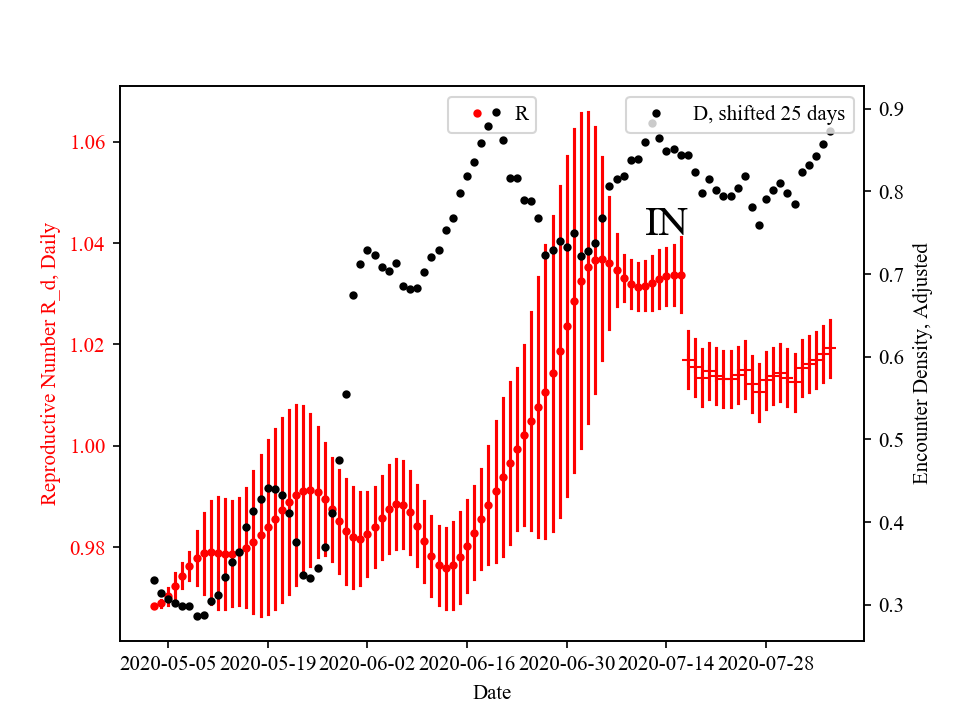 R
D, shifted 25 days
IN
Reproductive Number R_d, Daily
1.06
1.04
1.02
1.00
0.98
0.9
0.8
0.7
0.6
0.5
0.4
0.3
Encounter Density, Adjusted
2020-05-05 2020-05-19 2020-06-02 2020-06-16 2020-06-30 2020-07-14 2020-07-28
Date